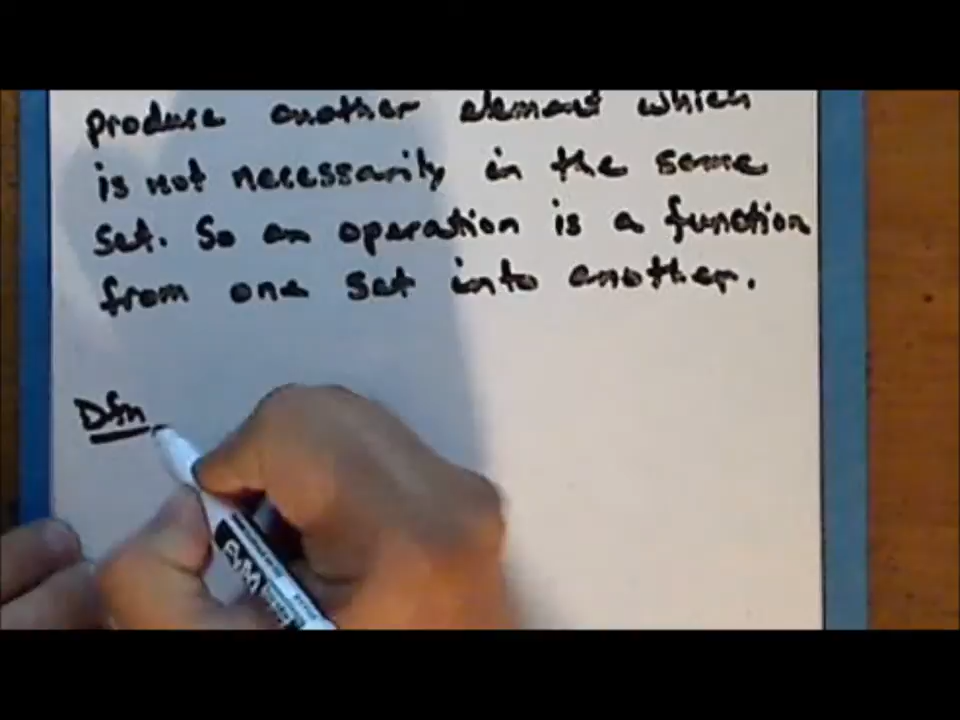 produce another element which
is not necessarily in the same
set. So an operation is a function
from one set into another.
Dfn